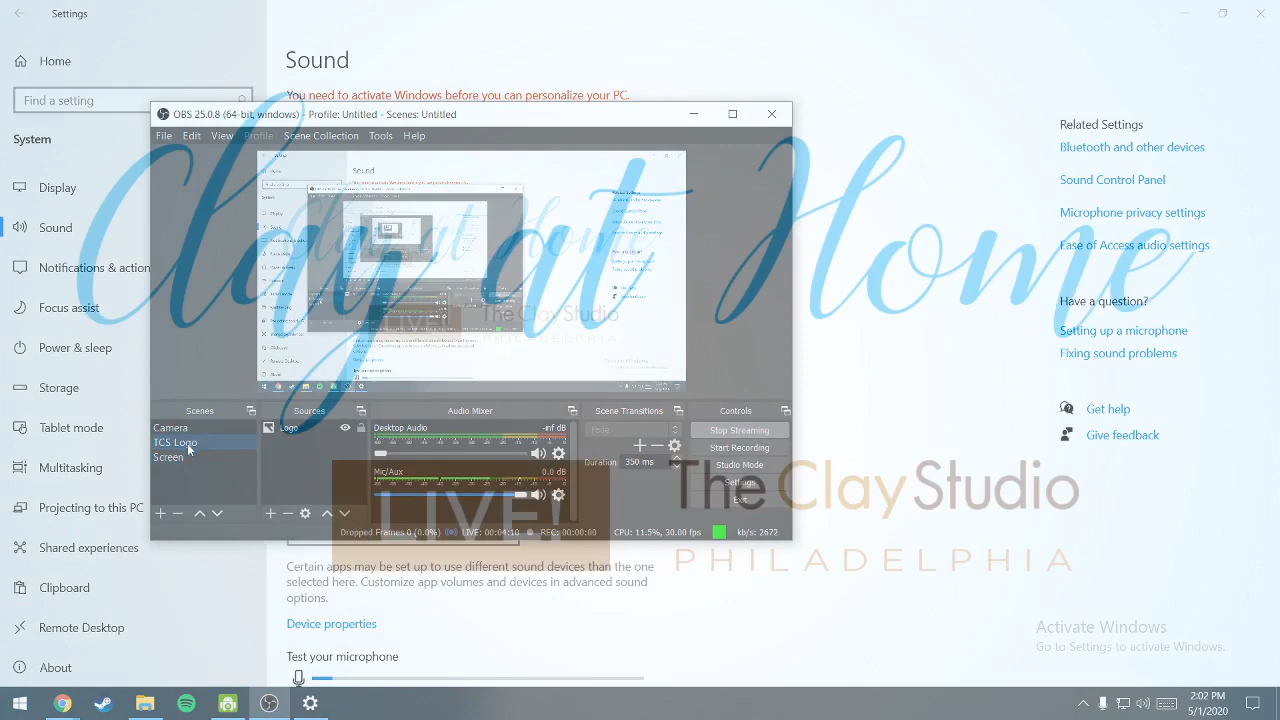 Settings
Home
Find a setting
System
Display
Notifications & action
Power & sleep
Storage
Tablet mode
Multitasking
Projecting to this PC
Shared experiences
Clipboard
Remote Desktop
About
Sound
You need to activate Windows before you can personalize your PC.
OBS 25.0.8 (64-bit, windows) - Profile: Untitled - Scenes: Untitled
File Edit View Profile Scene Collection Tools Help
Clay at Home
Scenes
Camera
TCS Logo
Screen
Sources
Logo
Audio Mixer
Desktop Audio -inf dB
Mic/Aux 0.0 dB
Scene Transitions
Fade
Duration 350 ms
Controls
Stop Streaming
Start Recording
Studio Mode
Settings
Exit
Dropped Frames 0 (0.0%) LIVE: 00:04:10 REC: 00:00:00 CPU: 11.5%, 30.00 fps kb/s: 2672
LIVE!
The Clay Studio
PHILADELPHIA
Certain apps may be set up to use different sound devices than the one
selected here. Customize app volumes and devices in advanced sound
options.
Device properties
Test your microphone
Related Settings
Bluetooth and other devices
Sound Control Panel
Microphone privacy settings
Ease of Access audio settings
Have a question?
Setting up a microphone
Fixing sound problems
Get help
Give feedback
Activate Windows
Go to Settings to activate Windows.
2:02 PM
5/1/2020